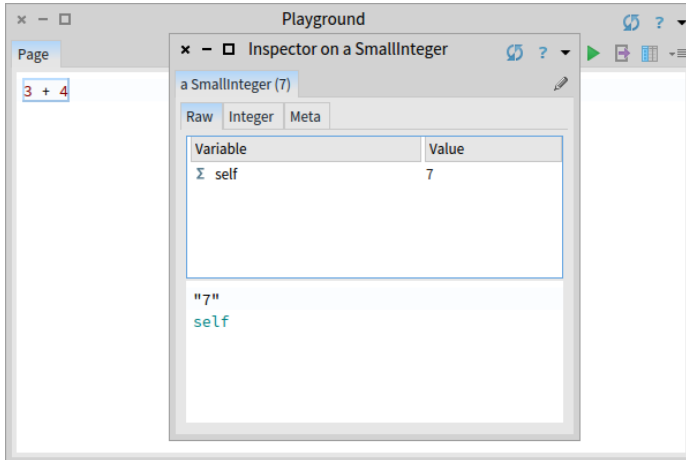 Playground
?
Page
3 + 4
Inspector on a SmallInteger
?
a SmallInteger (7)
Raw Integer Meta
Variable Value
Σ self 7
"7"
self